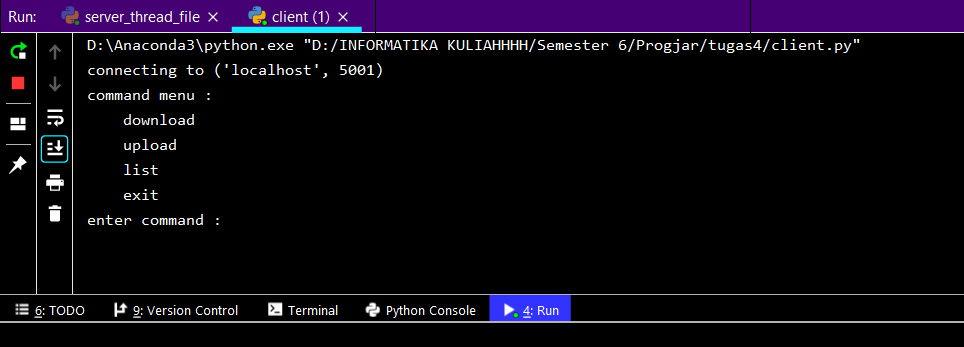 Run: server_thread_file × client (1) ×
D:\Anaconda3\python.exe "D:/INFORMATIKA KULIAHHHH/Semester 6/Progjar/tugas4/client.py"
connecting to ('localhost', 5001)
command menu :
    download
    upload
    list
    exit
enter command :
6: TODO 9: Version Control Terminal Python Console 4: Run